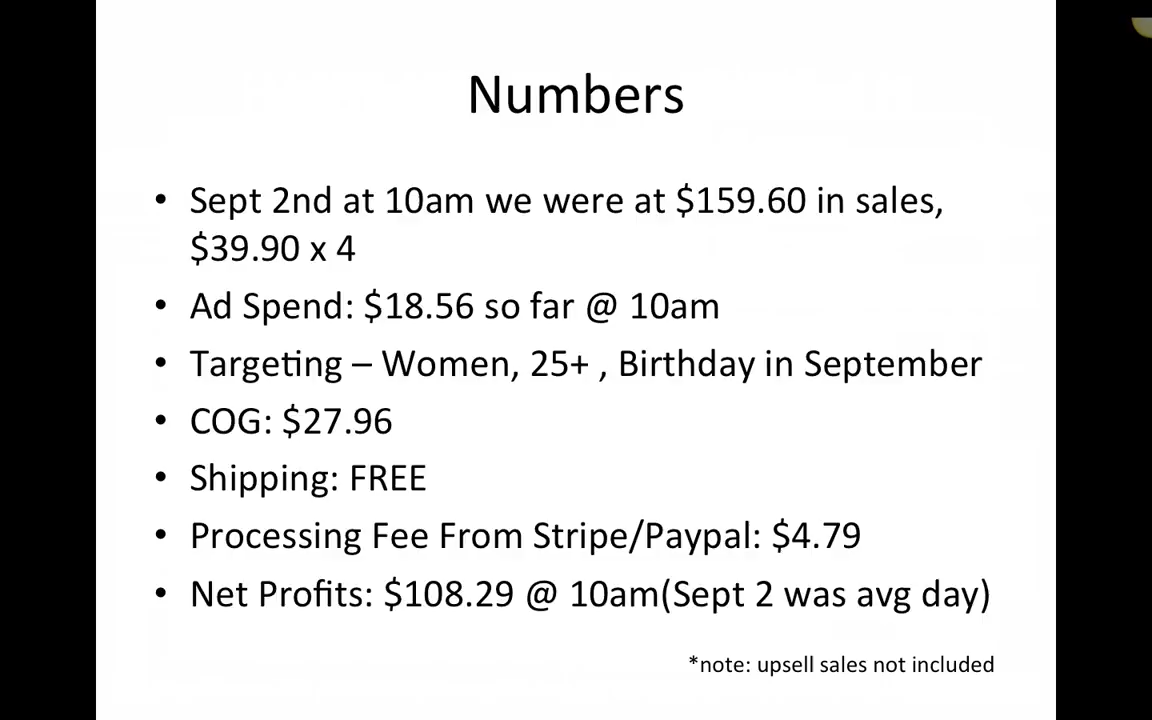 Numbers
• Sept 2nd at 10am we were at $159.60 in sales,
$39.90 x 4
• Ad Spend: $18.56 so far @ 10am
• Targeting – Women, 25+ , Birthday in September
• COG: $27.96
• Shipping: FREE
• Processing Fee From Stripe/Paypal: $4.79
• Net Profits: $108.29 @ 10am(Sept 2 was avg day)
*note: upsell sales not included